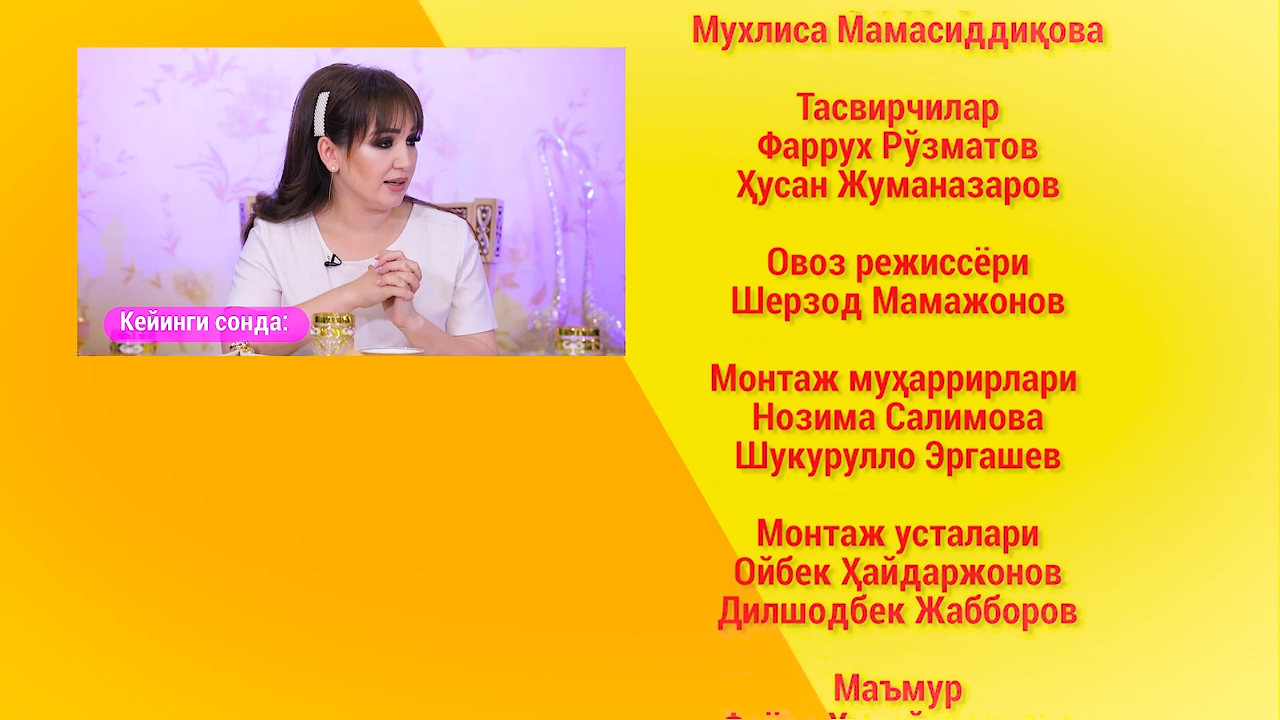 Кейинги сонда:
Мухлиса Мамасиддиқова
Тасвирчилар
Фаррух Рўзматов
Ҳусан Жуманазаров
Овоз режиссёри
Шерзод Мамажонов
Монтаж муҳаррирлари
Нозима Салимова
Шукурулло Эргашев
Монтаж усталари
Ойбек Ҳайдаржонов
Дилшодбек Жабборов
Маъмур